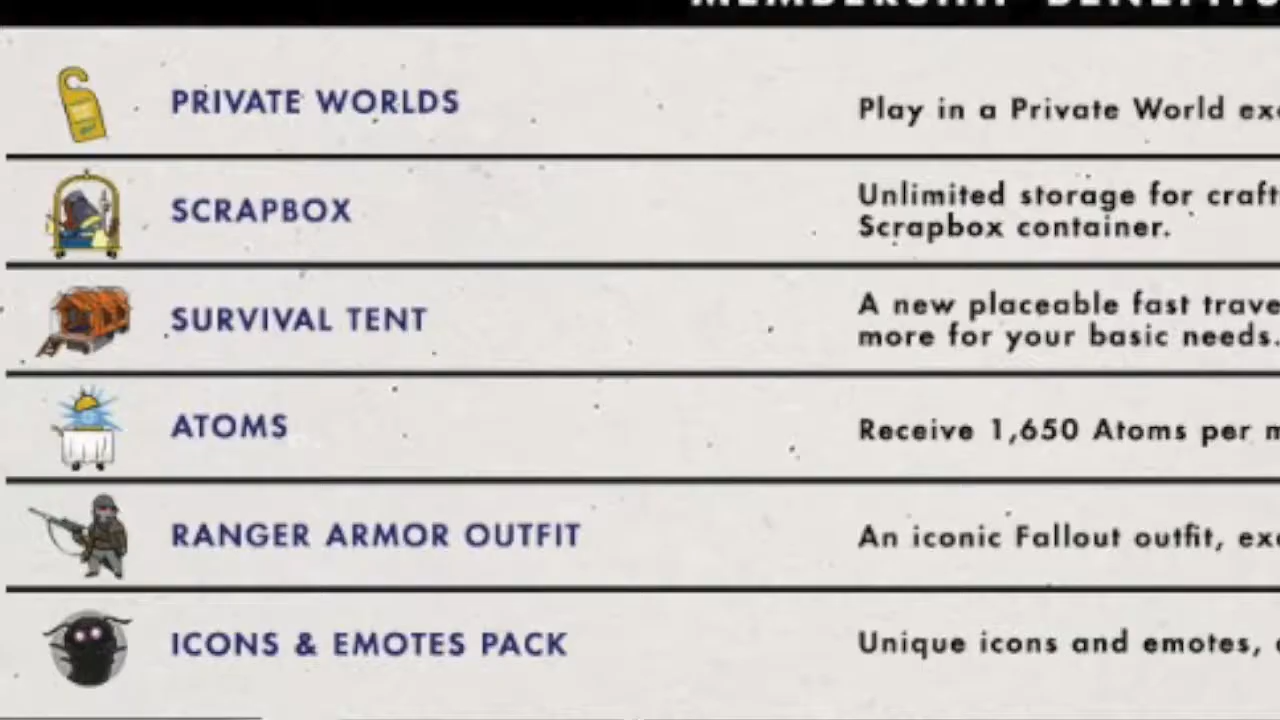 MEMBERSHIP BENEFITS
PRIVATE WORLDS
Play in a Private World
SCRAPBOX
Unlimited storage for
Scrapbox container.
SURVIVAL TENT
A new placeable fast
more for your basic needs.
ATOMS
Receive 1,650 Atoms per
RANGER ARMOR OUTFIT
An iconic Fallout outfit,
ICONS & EMOTES PACK
Unique icons and emotes,